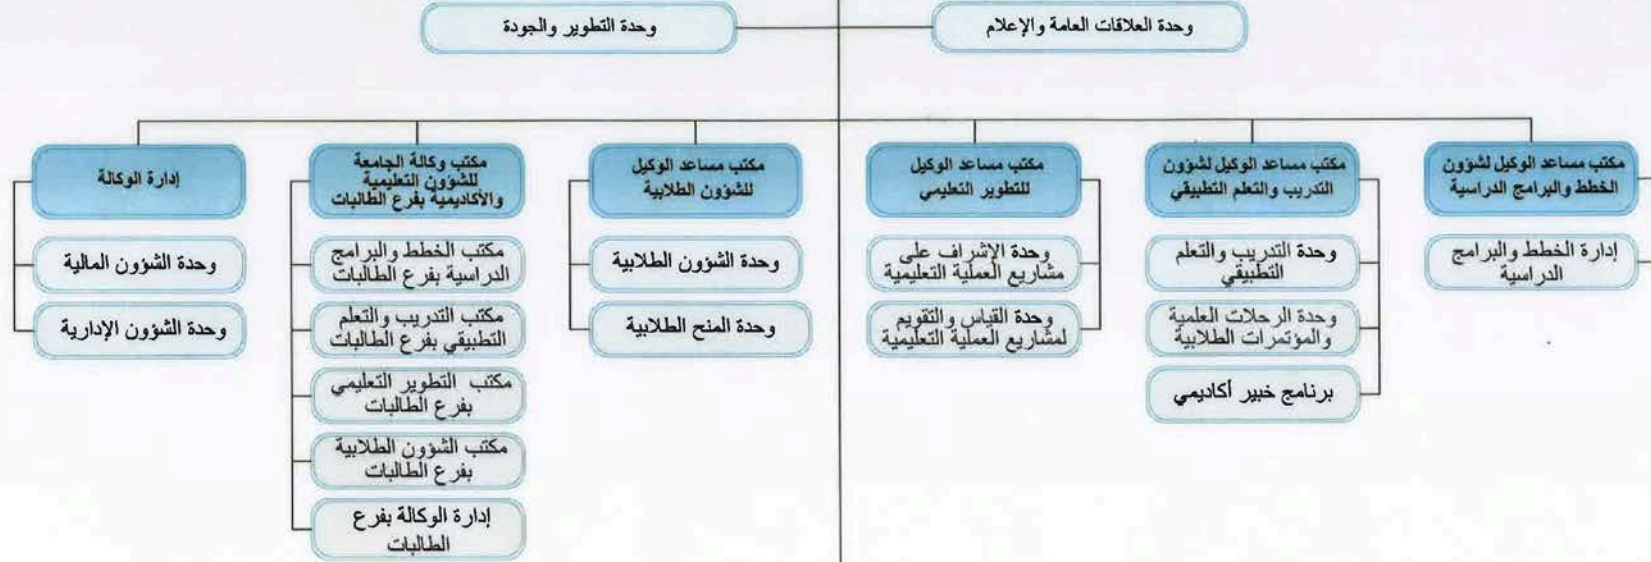 وحدة العلاقات العامة والإعلام
وحدة التطوير والجودة
مكتب مساعد الوكيل لشؤون
الخطط والبرامج الدراسية
إدارة الخطط والبرامج
الدراسية
مكتب مساعد الوكيل لشؤون
التدريب والتعلم التطبيقي
وحدة التدريب والتعلم
التطبيقي
وحدة الرحلات العلمية
والمؤتمرات الطلابية
برنامج خبير أكاديمي
مكتب مساعد الوكيل
للتطوير التعليمي
وحدة الإشراف على
مشاريع العملية التعليمية
وحدة القياس والتقويم
لمشاريع العملية التعليمية
مكتب مساعد الوكيل
للشؤون الطلابية
وحدة الشؤون الطلابية
وحدة المنح الطلابية
مكتب وكالة الجامعة
للشؤون التعليمية
والأكاديمية بفرع الطالبات
مكتب الخطط والبرامج
الدراسية بفرع الطالبات
مكتب التدريب والتعلم
التطبيقي بفرع الطالبات
مكتب التطوير التعليمي
بفرع الطالبات
مكتب الشؤون الطلابية
بفرع الطالبات
إدارة الوكالة بفرع
الطالبات
إدارة الوكالة
وحدة الشؤون المالية
وحدة الشؤون الإدارية